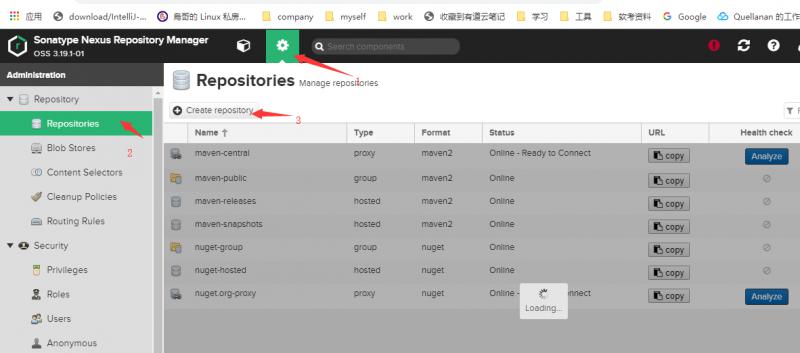 应用 download/IntelliJ-... 鸟哥的 Linux 私房... company myself work 收藏到有道云笔记 学习 工具 软考资料 Google Quellanan 的主...
Sonatype Nexus Repository Manager
OSS 3.19.1-01
Search components
1
Administration
Repositories Manage repositories
Repository
Repositories
2
Create repository
3
Blob Stores
Content Selectors
Cleanup Policies
Routing Rules
Security
Privileges
Roles
Users
Anonymous
Name Type Format Status URL Health check
maven-central proxy maven2 Online - Ready to Connect copy Analyze
maven-public group maven2 Online copy
maven-releases hosted maven2 Online copy
maven-snapshots hosted maven2 Online copy
nuget-group group nuget Online copy
nuget-hosted hosted nuget Online copy
nuget.org-proxy proxy nuget Online - onnect copy Analyze
Loading...